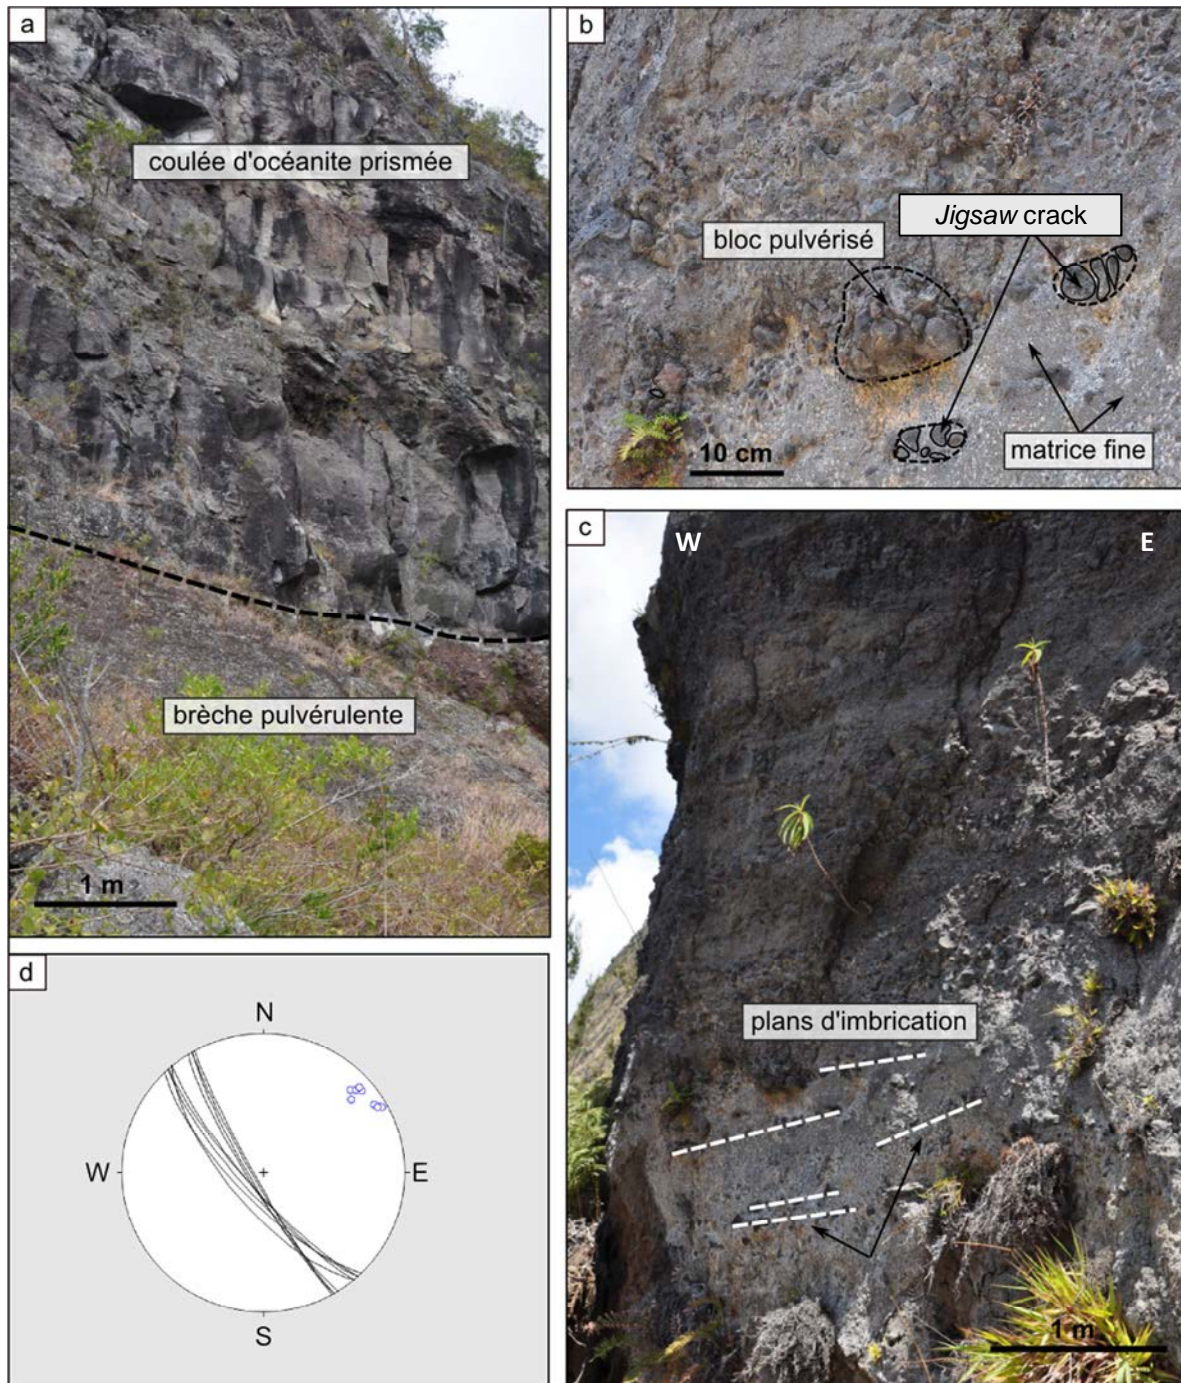 a
coulée d'océanite prismée
brèche pulvérulente
1 m
b
Jigsaw crack
bloc pulvérisé
matrice fine
10 cm
c
W
E
plans d'imbrication
1 m
d
N
W
E
S